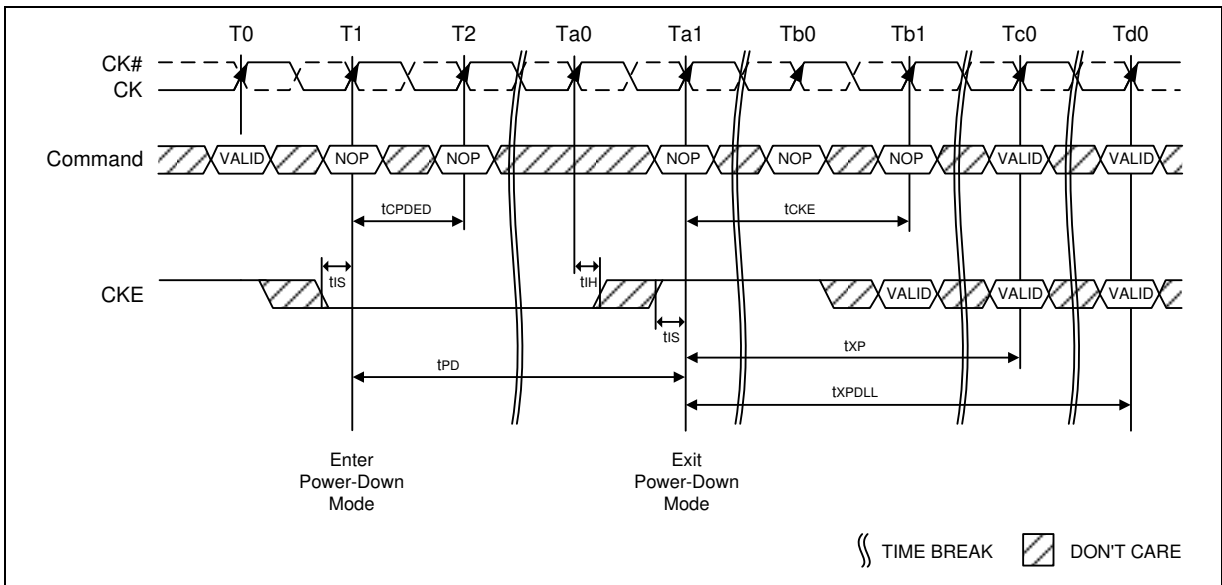 T0 T1 T2 Ta0 Ta1 Tb0 Tb1 Tc0 Td0
CK#
CK
Command VALID NOP NOP NOP NOP NOP VALID VALID
tCPDED tCKE
tIS tIH
CKE VALID VALID VALID
tIS
tXP
tPD
tXPDLL
Enter
Power-Down
Mode
Exit
Power-Down
Mode
TIME BREAK DON'T CARE